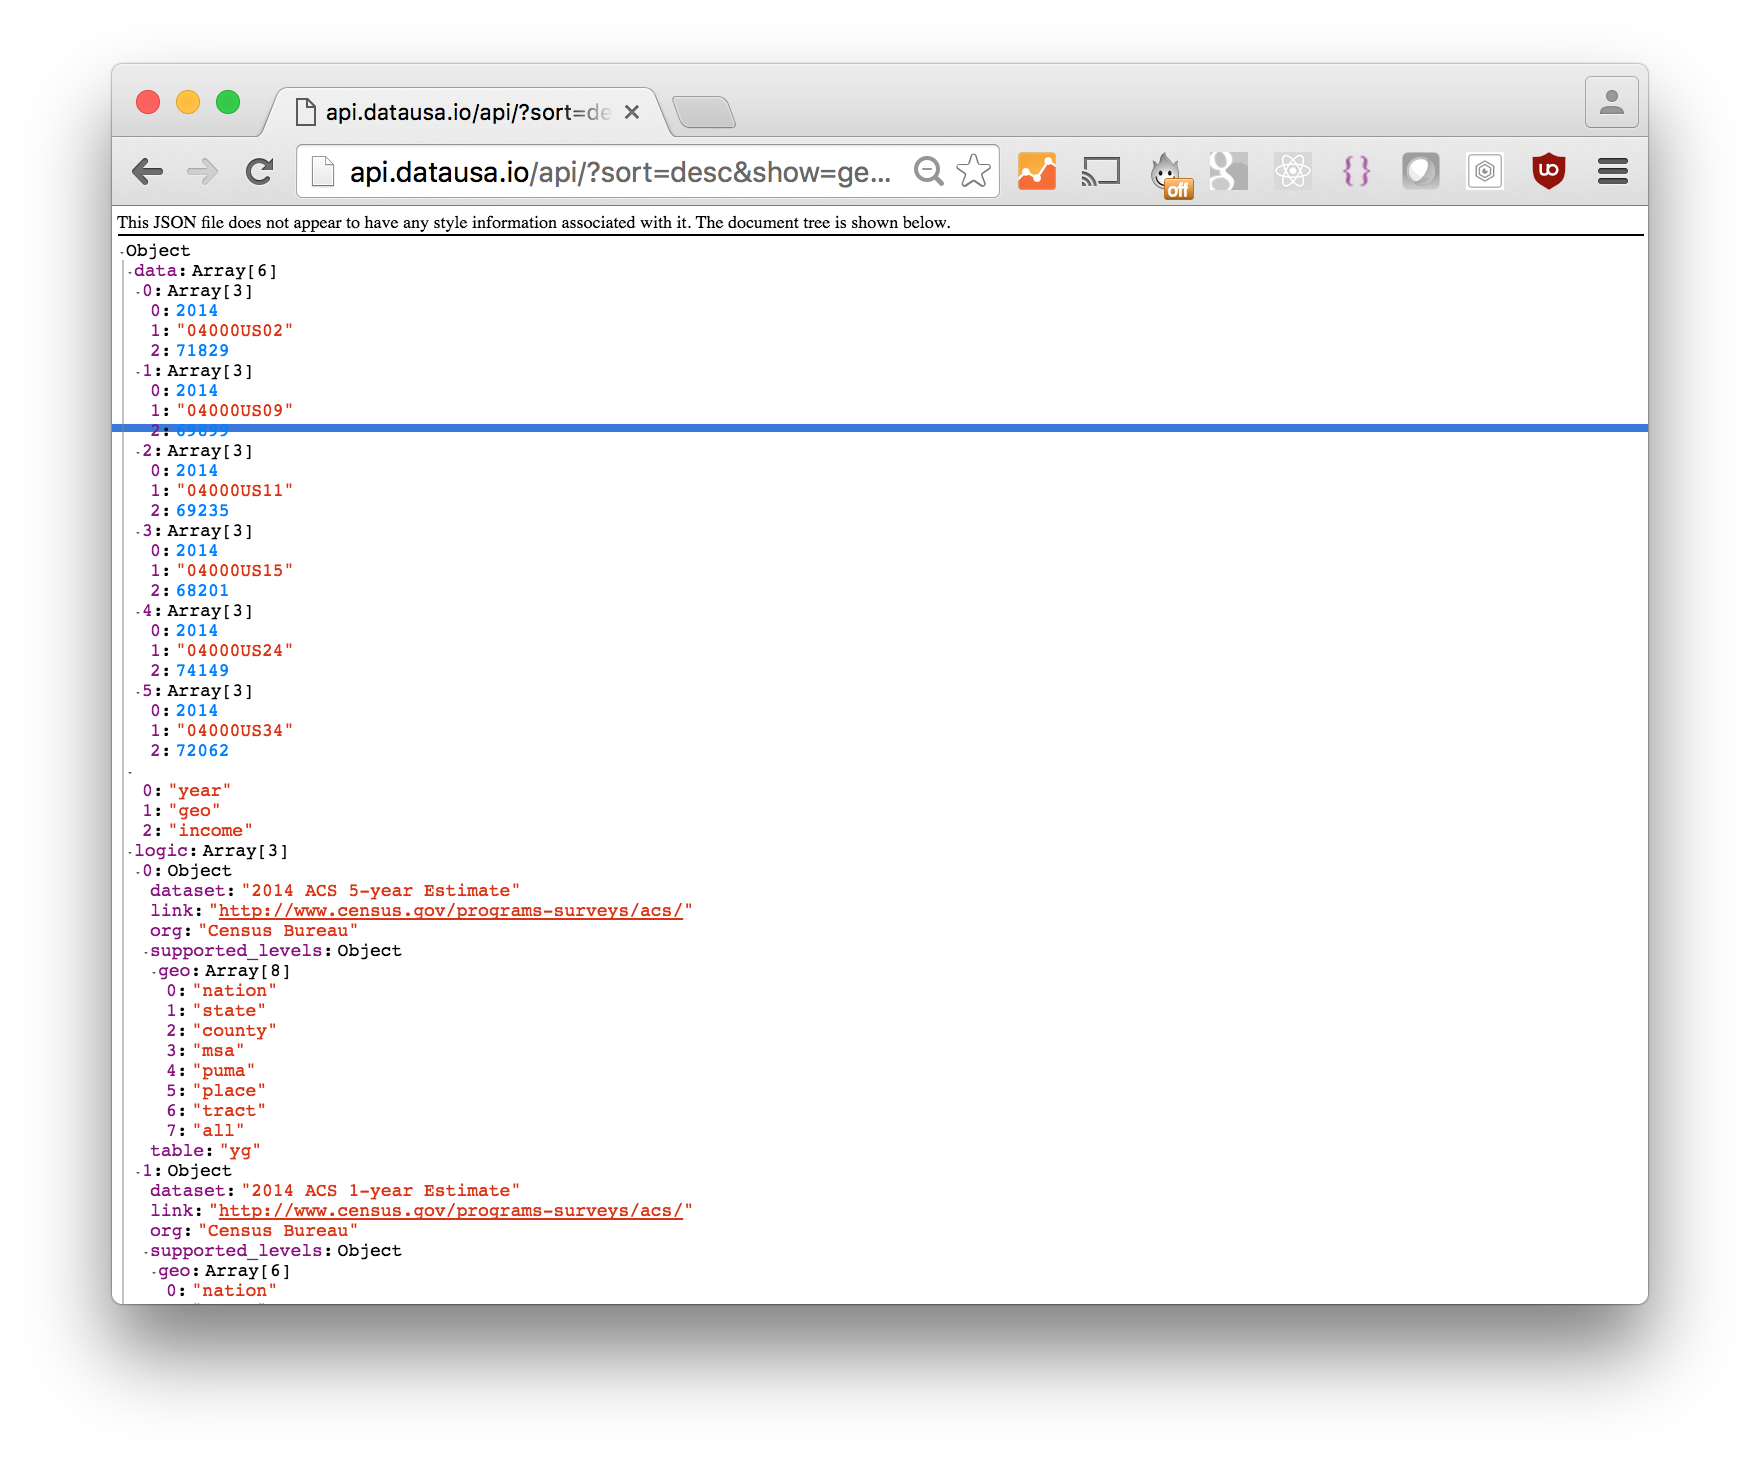 api.datausa.io/api/?sort=de
api.datausa.io/api/?sort=desc&show=ge...
off
This JSON file does not appear to have any style information associated with it. The document tree is shown below.
Object
data: Array[6]
0: Array[3]
0: 2014
1: "04000US02"
2: 71829
1: Array[3]
0: 2014
1: "04000US09"
2: 69899
2: Array[3]
0: 2014
1: "04000US11"
2: 69235
3: Array[3]
0: 2014
1: "04000US15"
2: 68201
4: Array[3]
0: 2014
1: "04000US24"
2: 74149
5: Array[3]
0: 2014
1: "04000US34"
2: 72062
0: "year"
1: "geo"
2: "income"
logic: Array[3]
0: Object
dataset: "2014 ACS 5-year Estimate"
link: "http://www.census.gov/programs-surveys/acs/"
org: "Census Bureau"
supported_levels: Object
geo: Array[8]
0: "nation"
1: "state"
2: "county"
3: "msa"
4: "puma"
5: "place"
6: "tract"
7: "all"
table: "yg"
1: Object
dataset: "2014 ACS 1-year Estimate"
link: "http://www.census.gov/programs-surveys/acs/"
org: "Census Bureau"
supported_levels: Object
geo: Array[6]
0: "nation"